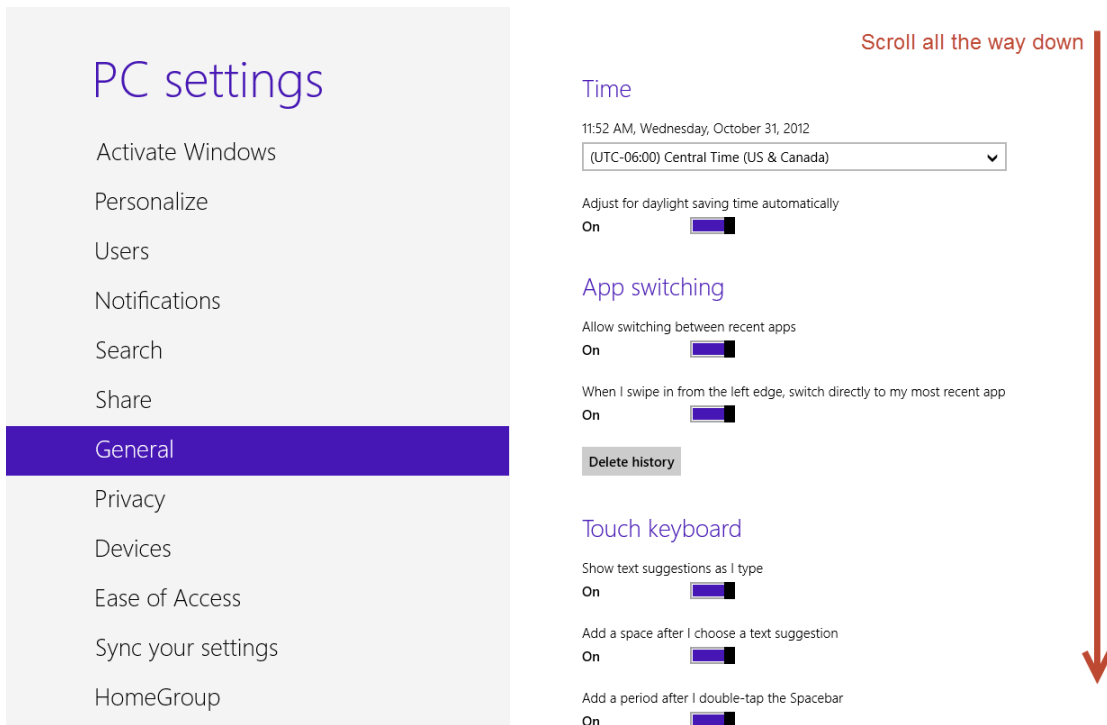 PC settings
Activate Windows
Personalize
Users
Notifications
Search
Share
General
Privacy
Devices
Ease of Access
Sync your settings
HomeGroup
Scroll all the way down
Time
11:52 AM, Wednesday, October 31, 2012
(UTC-06:00) Central Time (US & Canada)
Adjust for daylight saving time automatically
On
App switching
Allow switching between recent apps
On
When I swipe in from the left edge, switch directly to my most recent app
On
Delete history
Touch keyboard
Show text suggestions as I type
On
Add a space after I choose a text suggestion
On
Add a period after I double-tap the Spacebar
On